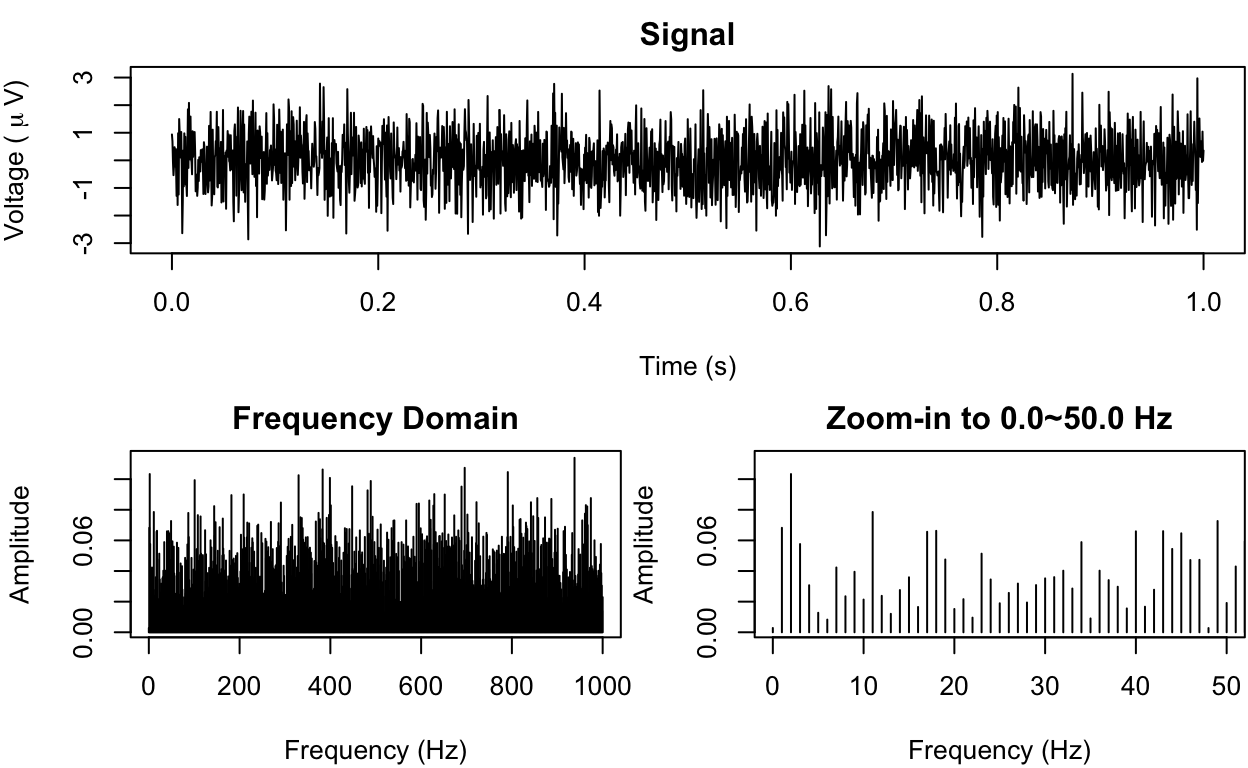 Signal
Voltage ( μ V)
3
1
-1
-3
0.0 0.2 0.4 0.6 0.8 1.0
Time (s)
Frequency Domain
Amplitude
0.06
0.00
0 200 400 600 800 1000
Frequency (Hz)
Zoom-in to 0.0~50.0 Hz
Amplitude
0.06
0.00
0 10 20 30 40 50
Frequency (Hz)